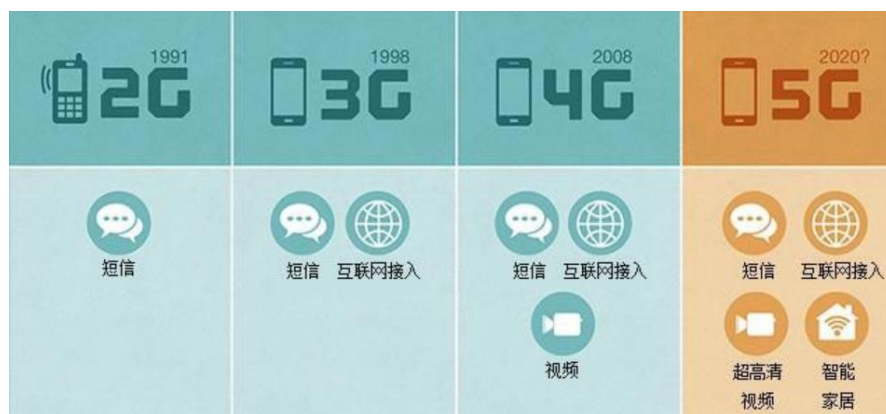 1991
2G
1998
3G
2008
4G
2020?
5G
短信
短信 互联网接入
短信 互联网接入
视频
短信 互联网接入
超高清
视频
智能
家居